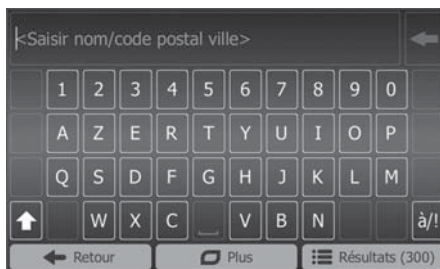 <Saisir nom/code postal ville>
1 2 3 4 5 6 7 8 9 0
A Z E R T Y U I O P
Q S D F G H J K L M
W X C V B N à/!
Retour Plus Résultats (300)